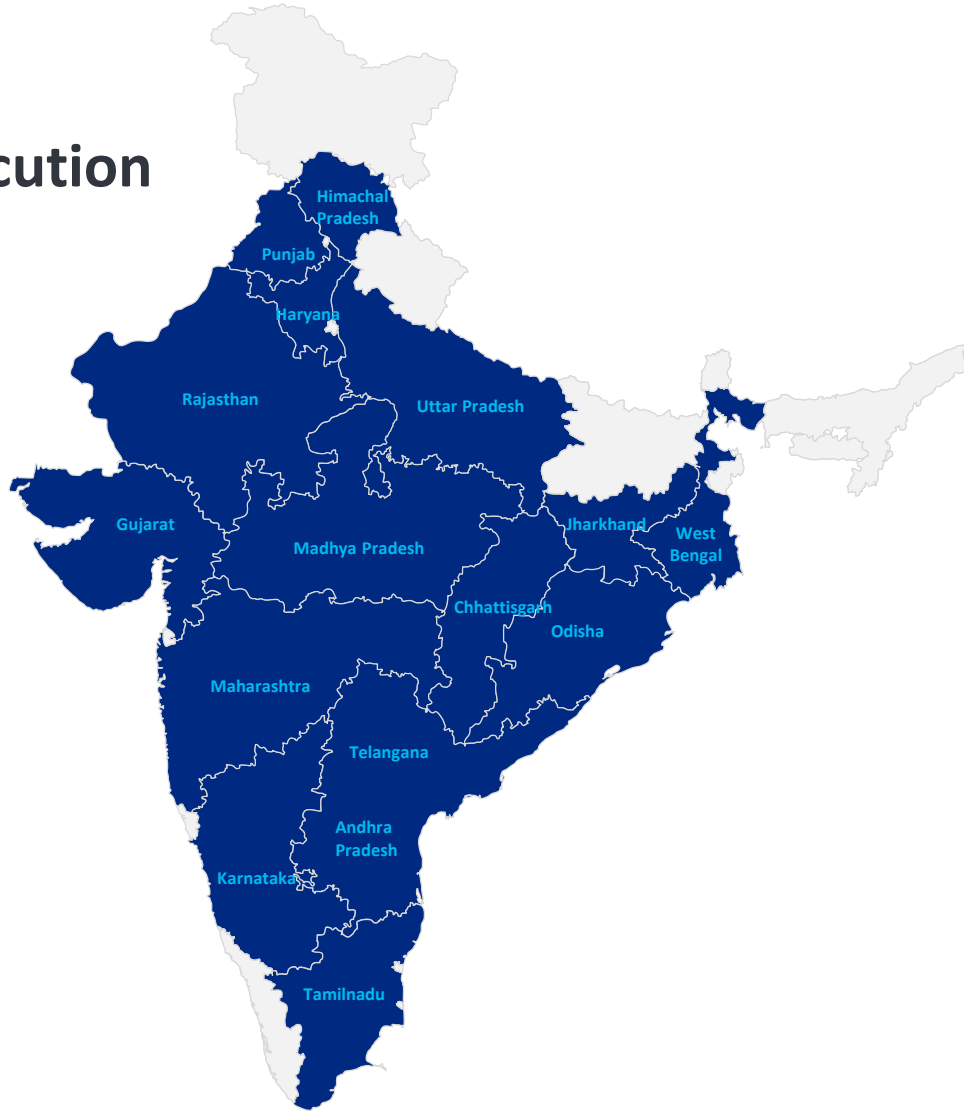 cution
Himachal
Pradesh
Punjab
Haryana
Rajasthan
Uttar Pradesh
Gujarat
Jharkhand
West
Bengal
Madhya Pradesh
Chhattisgarh
Odisha
Maharashtra
Telangana
Andhra
Pradesh
Karnataka
Tamilnadu